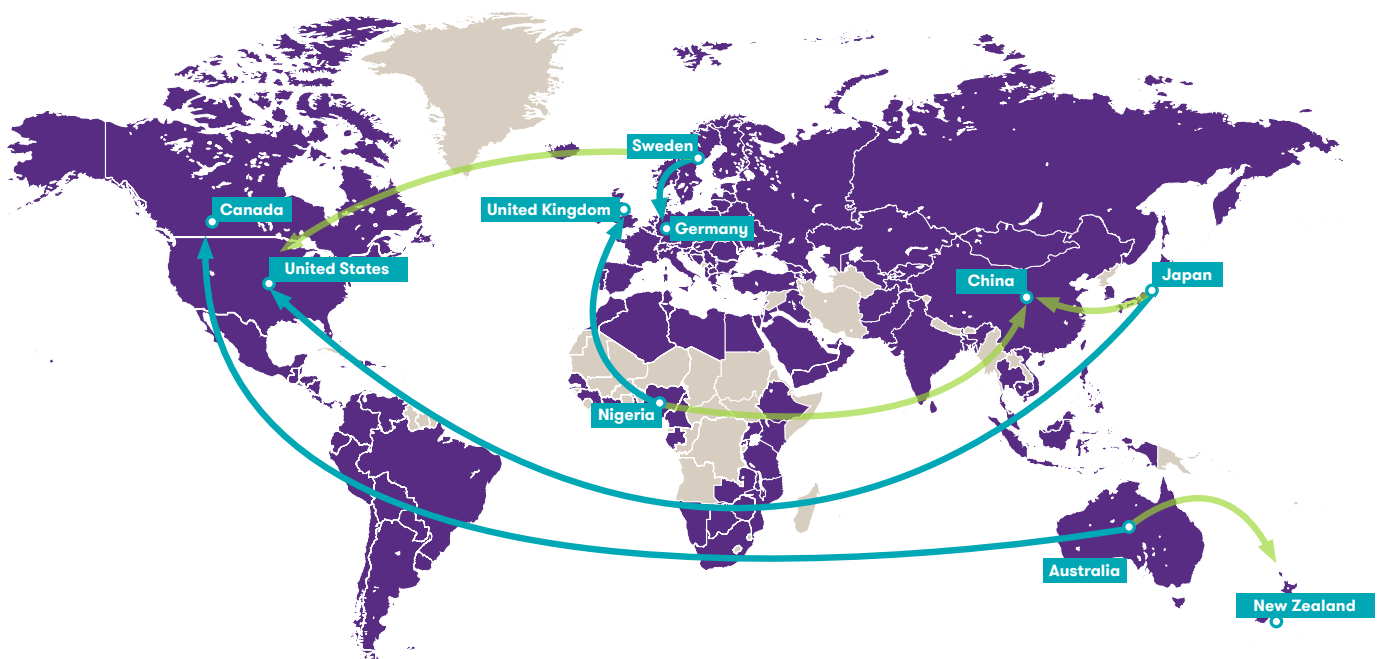 Sweden
Canada
United Kingdom
Germany
United States
China
Japan
Nigeria
Australia
New Zealand